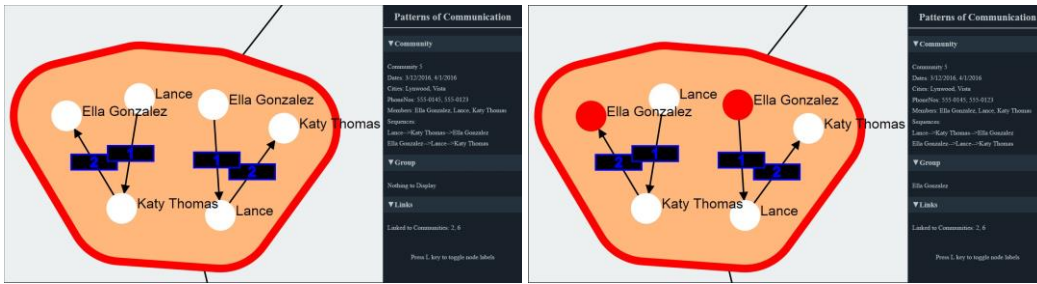 Ella Gonzalez
Lance
Ella Gonzalez
Katy Thomas
2
1
1
2
Katy Thomas
Lance
Patterns of Communication
▼Community
Community 5
Dates: 3/12/2016, 4/1/2016
Cities: Lynwood, Vista
PhoneNos: 555-0145, 555-0123
Members: Ella Gonzalez, Lance, Katy Thomas
Sequences:
Lance-->Katy Thomas-->Ella Gonzalez
Ella Gonzalez-->Lance-->Katy Thomas
▼Group
Nothing to Display
▼Links
Linked to Communities: 2, 6
Press L key to toggle node labels
Ella Gonzalez
Lance
Ella Gonzalez
Katy Thomas
2
1
1
2
Katy Thomas
Lance
Patterns of Communication
▼Community
Community 5
Dates: 3/12/2016, 4/1/2016
Cities: Lynwood, Vista
PhoneNos: 555-0145, 555-0123
Members: Ella Gonzalez, Lance, Katy Thomas
Sequences:
Lance-->Katy Thomas-->Ella Gonzalez
Ella Gonzalez-->Lance-->Katy Thomas
▼Group
Ella Gonzalez
▼Links
Linked to Communities: 2, 6
Press L key to toggle node labels